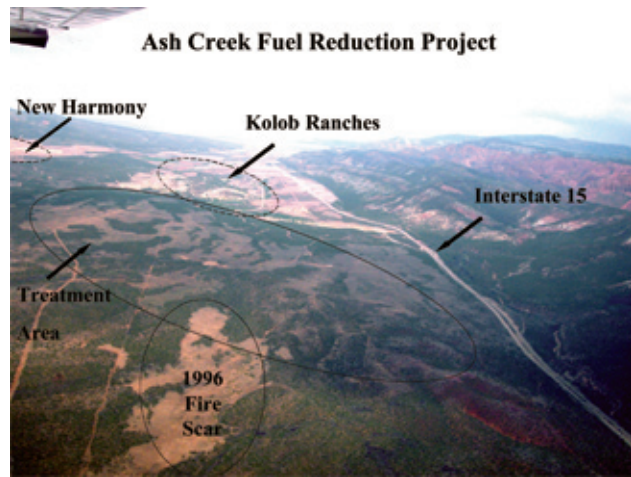 Ash Creek Fuel Reduction Project
New Harmony
Kolob Ranches
Interstate 15
Treatment
Area
1996
Fire
Scar